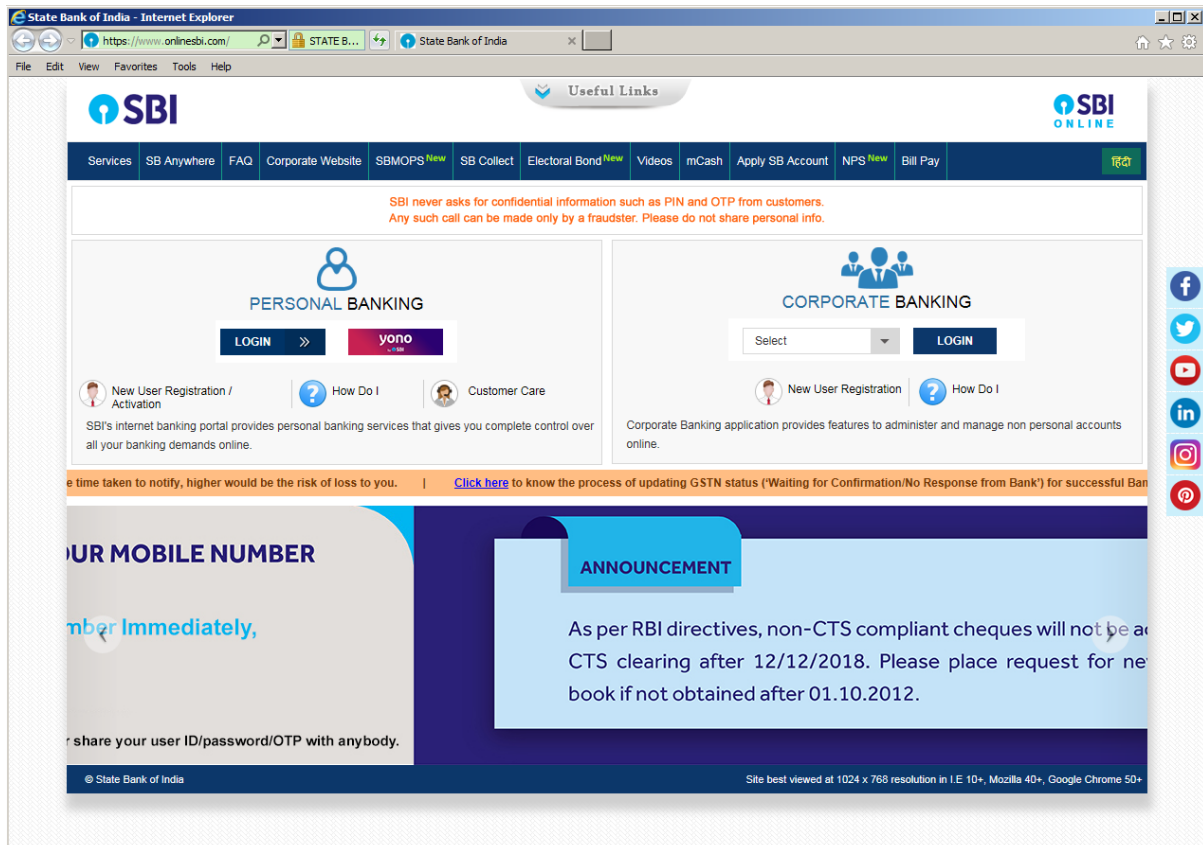 State Bank of India - Internet Explorer
https://www.onlinesbi.com/ STATE B... State Bank of India
File Edit View Favorites Tools Help
Useful Links
SBI
SBI
ONLINE
Services SB Anywhere FAQ Corporate Website SBMOPS New SB Collect Electoral Bond New Videos mCash Apply SB Account NPS New Bill Pay हिंदी
SBI never asks for confidential information such as PIN and OTP from customers.
Any such call can be made only by a fraudster. Please do not share personal info.
PERSONAL BANKING
LOGIN yono
by SBI
New User Registration /
Activation
How Do I
Customer Care
SBI's internet banking portal provides personal banking services that gives you complete control over
all your banking demands online.
CORPORATE BANKING
Select LOGIN
New User Registration
How Do I
Corporate Banking application provides features to administer and manage non personal accounts
online.
e time taken to notify, higher would be the risk of loss to you. | Click here to know the process of updating GSTN status ('Waiting for Confirmation/No Response from Bank') for successful Ban
OUR MOBILE NUMBER
mber Immediately,
r share your user ID/password/OTP with anybody.
ANNOUNCEMENT
As per RBI directives, non-CTS compliant cheques will not be ac
CTS clearing after 12/12/2018. Please place request for ne
book if not obtained after 01.10.2012.
© State Bank of India
Site best viewed at 1024 x 768 resolution in I.E 10+, Mozilla 40+, Google Chrome 50+